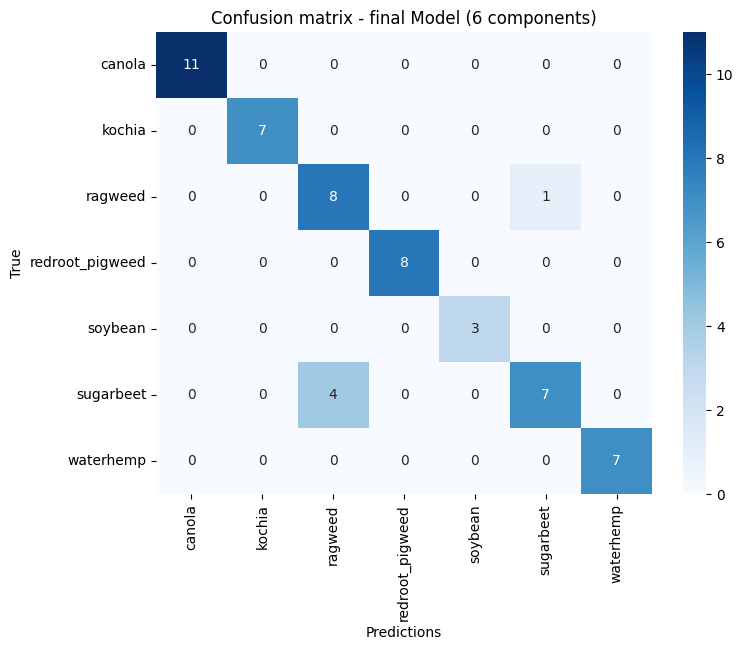 Confusion matrix - final Model (6 components)
canola 11 0 0 0 0 0 0
kochia 0 7 0 0 0 0 0
ragweed 0 0 8 0 0 1 0
redroot_pigweed 0 0 0 8 0 0 0
soybean 0 0 0 0 3 0 0
sugarbeet 0 0 4 0 0 7 0
waterhemp 0 0 0 0 0 0 7
True
canola kochia ragweed redroot_pigweed soybean sugarbeet waterhemp
Predictions
10
8
6
4
2
0